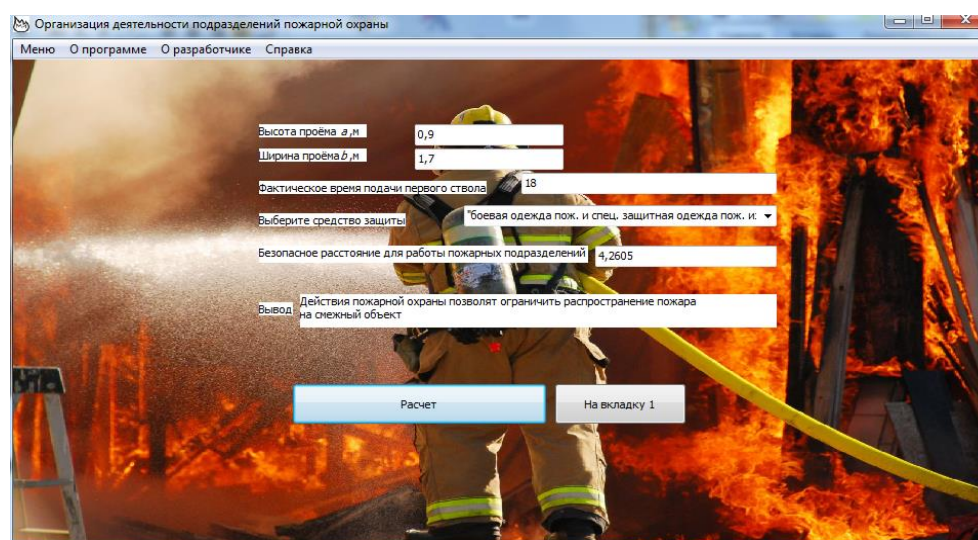 Организация деятельности подразделений пожарной охраны
Меню О программе О разработчике Справка
Высота проёма a ,м 0,9
Ширина проёма b ,м 1,7
Фактическое время подачи первого ствола 18
Выберите средство защиты "боевая одежда пож. и спец. защитная одежда пож. из
Безопасное расстояние для работы пожарных подразделений 4,2605
Вывод Действия пожарной охраны позволят ограничить распространение пожара
на смежный объект
Расчет На вкладку 1